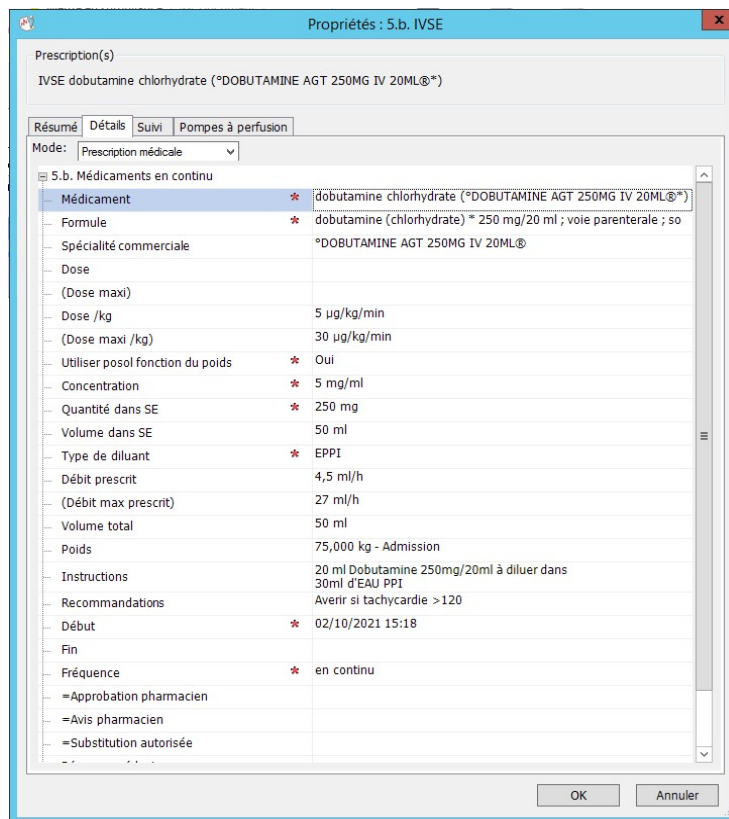 Propriétés : 5.b. IVSE
x
Prescription(s)
IVSE dobutamine chlorhydrate (°DOBUTAMINE AGT 250MG IV 20ML®*)
Résumé Détails Suivi Pompes à perfusion
Mode: Prescription médicale
5.b. Médicaments en continu
Médicament * dobutamine chlorhydrate (°DOBUTAMINE AGT 250MG IV 20ML®*)
Formule * dobutamine (chlorhydrate) * 250 mg/20 ml ; voie parenterale ; so
Spécialité commerciale °DOBUTAMINE AGT 250MG IV 20ML®
Dose
(Dose maxi)
Dose /kg 5 µg/kg/min
(Dose maxi /kg) 30 µg/kg/min
Utiliser posol fonction du poids * Oui
Concentration * 5 mg/ml
Quantité dans SE * 250 mg
Volume dans SE 50 ml
Type de diluant * EPPI
Débit prescrit 4,5 ml/h
(Débit max prescrit) 27 ml/h
Volume total 50 ml
Poids 75,000 kg - Admission
Instructions 20 ml Dobutamine 250mg/20ml à diluer dans
30ml d'EAU PPI
Recommandations Averir si tachycardie >120
Début * 02/10/2021 15:18
Fin
Fréquence * en continu
=Approbation pharmacien
=Avis pharmacien
=Substitution autorisée
OK Annuler